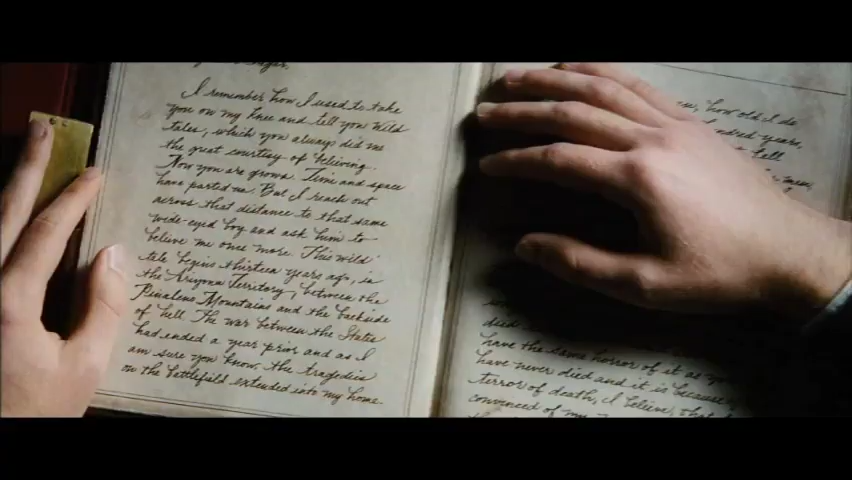 I remember how I used to take
you on my knee and tell you wild
tales, which you always did me
the great courtesy of believing.
Now you are grown. Time and space
have parted us. But I reach out
across that distance to that same
wide-eyed boy and ask him to
believe me once more. This wild
tale begins thirteen years ago, in
the Arizona Territory, between the
Pinaleno Mountains and the backside
of hell. The war between the States
had ended a year prior and as I
am sure you know, the tragedies
on the battlefield extended into my home.
how old I do
hundred years,
tell
died
have the same horror of it as you
have never died and it is because
terror of death, I believe, that
convinced of my